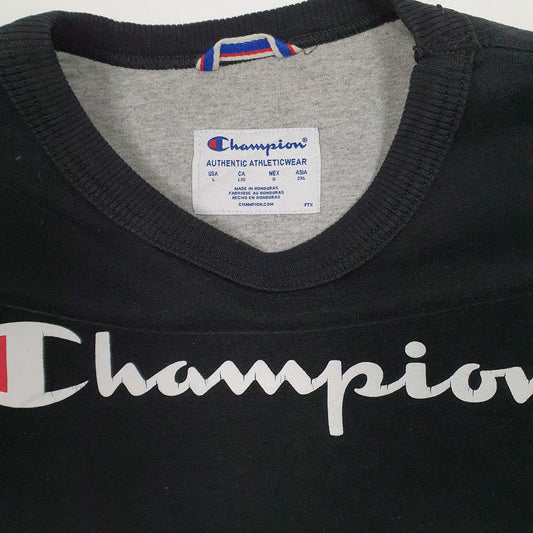 Champion®
AUTHENTIC ATHLETICWEAR
USA CA MEX ASIA
L L/G G 2XL
MADE IN HONDURAS
FABRIQUÉ AU HONDURAS
HECHO EN HONDURAS
CHAMPION.COM FTX
Champion